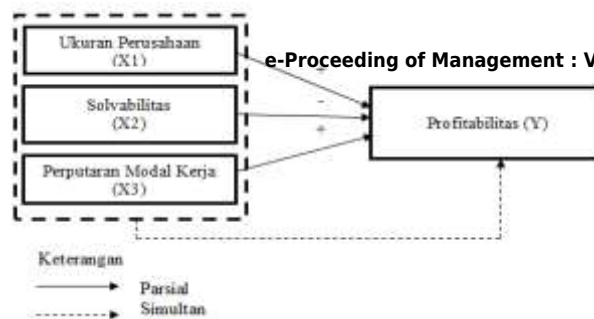 Ukuran Perusahaan
(X1)
e-Proceeding of Management : V
+
Solvabilitas
(X2)
-
+
Profitabilitas (Y)
Perputaran Modal Kerja
(X3)
Keterangan
Parsial
Simultan